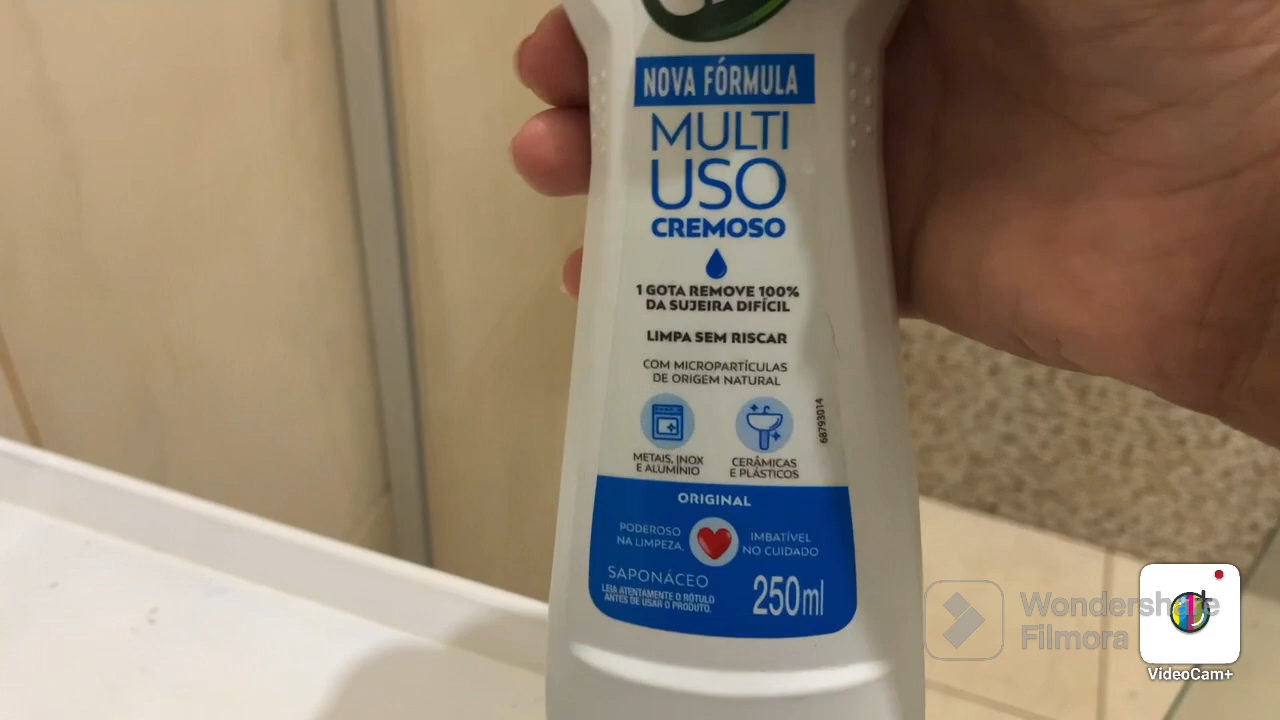 NOVA FÓRMULA
MULTI
USO
CREMOSO
1 GOTA REMOVE 100%
DA SUJEIRA DIFÍCIL
LIMPA SEM RISCAR
COM MICROPARTÍCULAS
DE ORIGEM NATURAL
METAIS, INOX
E ALUMÍNIO
CERÂMICAS
E PLÁSTICOS
68793014
ORIGINAL
PODEROSO
NA LIMPEZA,
IMBATÍVEL
NO CUIDADO
SAPONÁCEO
LEIA ATENTAMENTE O RÓTULO
ANTES DE USAR O PRODUTO.
250ml
Wondershare
Filmora
VideoCam+